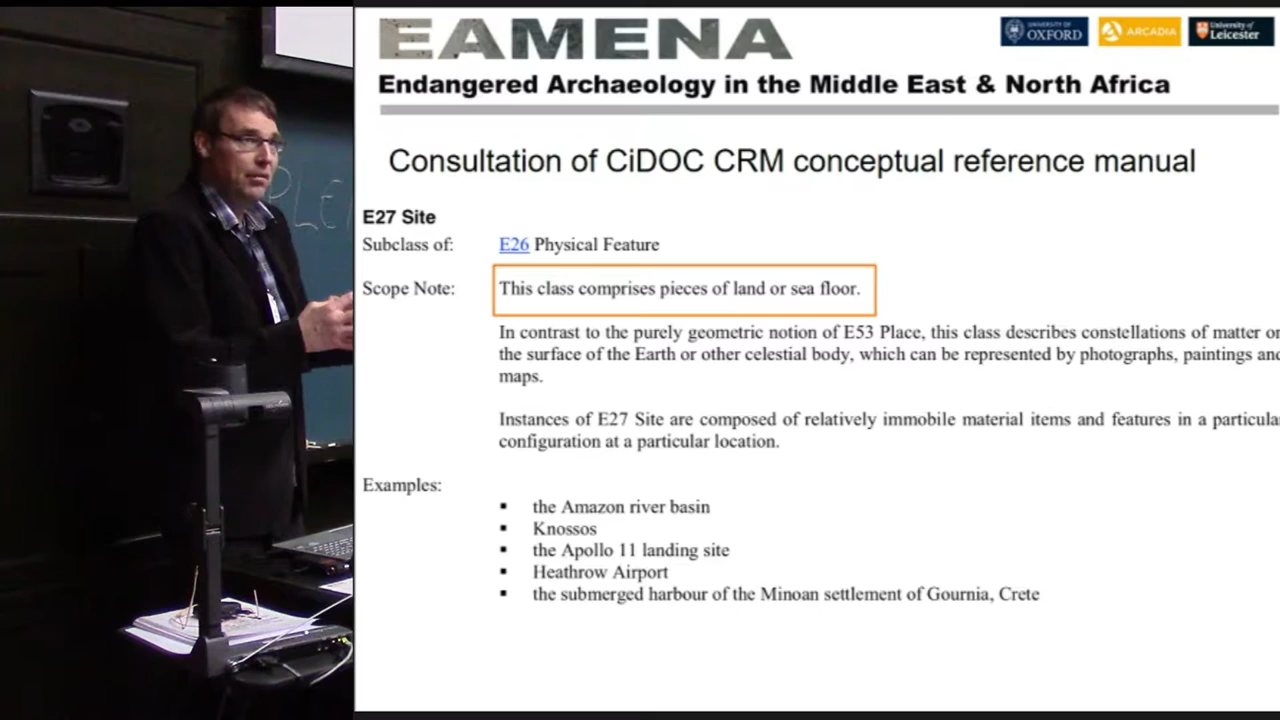 EAMENA
UNIVERSITY OF
OXFORD
ARCADIA
University of
Leicester
Endangered Archaeology in the Middle East & North Africa
Consultation of CiDOC CRM conceptual reference manual
E27 Site
Subclass of: E26 Physical Feature
Scope Note: This class comprises pieces of land or sea floor.
In contrast to the purely geometric notion of E53 Place, this class describes constellations of matter on
the surface of the Earth or other celestial body, which can be represented by photographs, paintings and
maps.
Instances of E27 Site are composed of relatively immobile material items and features in a particular
configuration at a particular location.
Examples:
▪ the Amazon river basin
▪ Knossos
▪ the Apollo 11 landing site
▪ Heathrow Airport
▪ the submerged harbour of the Minoan settlement of Gournia, Crete